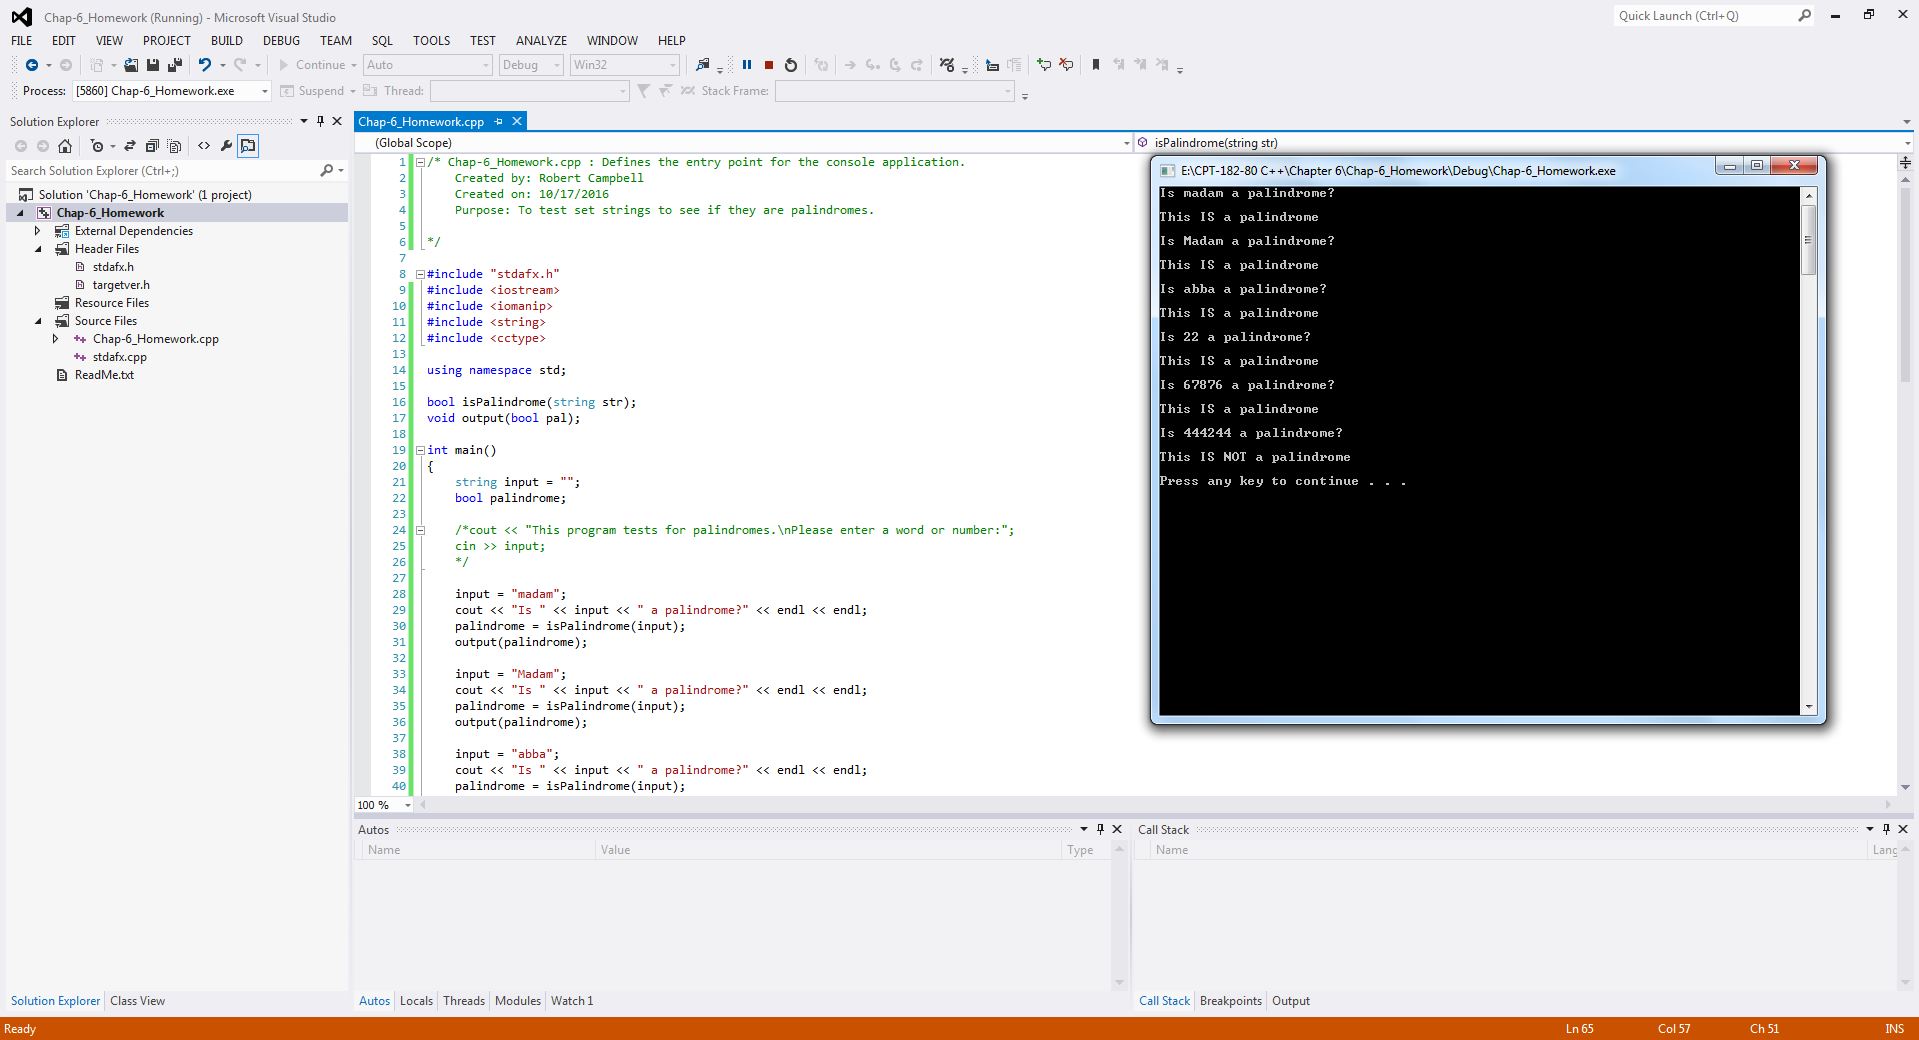 Chap-6_Homework (Running) - Microsoft Visual Studio
Quick Launch (Ctrl+Q)
FILE EDIT VIEW PROJECT BUILD DEBUG TEAM SQL TOOLS TEST ANALYZE WINDOW HELP
Continue Auto Debug Win32
Process: [5860] Chap-6_Homework.exe Suspend Thread: Stack Frame:
Solution Explorer
Search Solution Explorer (Ctrl+;)
Solution 'Chap-6_Homework' (1 project)
Chap-6_Homework
External Dependencies
Header Files
stdafx.h
targetver.h
Resource Files
Source Files
Chap-6_Homework.cpp
stdafx.cpp
ReadMe.txt
Solution Explorer Class View
Chap-6_Homework.cpp
(Global Scope) isPalindrome(string str)
1 /* Chap-6_Homework.cpp : Defines the entry point for the console application.
2 Created by: Robert Campbell
3 Created on: 10/17/2016
4 Purpose: To test set strings to see if they are palindromes.
5
6 */
7
8 #include "stdafx.h"
9 #include <iostream>
10 #include <iomanip>
11 #include <string>
12 #include <cctype>
13
14 using namespace std;
15
16 bool isPalindrome(string str);
17 void output(bool pal);
18
19 int main()
20 {
21 string input = "";
22 bool palindrome;
23
24 /*cout << "This program tests for palindromes.\nPlease enter a word or number:";
25 cin >> input;
26 */
27
28 input = "madam";
29 cout << "Is " << input << " a palindrome?" << endl << endl;
30 palindrome = isPalindrome(input);
31 output(palindrome);
32
33 input = "Madam";
34 cout << "Is " << input << " a palindrome?" << endl << endl;
35 palindrome = isPalindrome(input);
36 output(palindrome);
37
38 input = "abba";
39 cout << "Is " << input << " a palindrome?" << endl << endl;
40 palindrome = isPalindrome(input);
100 %
E:\CPT-182-80 C++\Chapter 6\Chap-6_Homework\Debug\Chap-6_Homework.exe
Is madam a palindrome?
This IS a palindrome
Is Madam a palindrome?
This IS a palindrome
Is abba a palindrome?
This IS a palindrome
Is 22 a palindrome?
This IS a palindrome
Is 67876 a palindrome?
This IS a palindrome
Is 444244 a palindrome?
This IS NOT a palindrome
Press any key to continue . . .
Autos
Name Value Type
Autos Locals Threads Modules Watch 1
Call Stack
Name Lang
Call Stack Breakpoints Output
Ready Ln 65 Col 57 Ch 51 INS